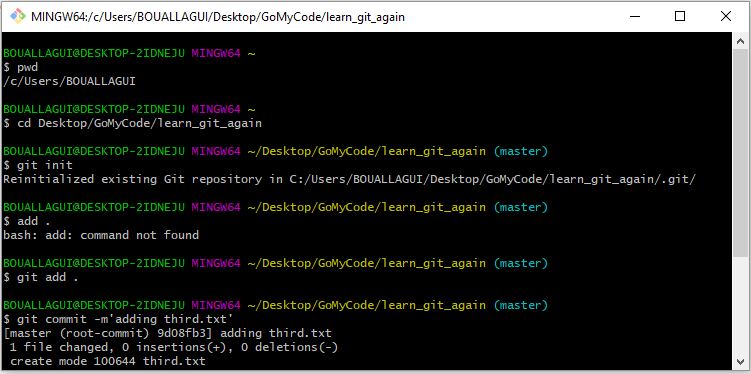 MINGW64:/c/Users/BOUALLAGUI/Desktop/GoMyCode/learn_git_again
BOUALLAGUI@DESKTOP-2IDNEJU MINGW64 ~
$ pwd
/c/Users/BOUALLAGUI
BOUALLAGUI@DESKTOP-2IDNEJU MINGW64 ~
$ cd Desktop/GoMyCode/learn_git_again
BOUALLAGUI@DESKTOP-2IDNEJU MINGW64 ~/Desktop/GoMyCode/learn_git_again (master)
$ git init
Reinitialized existing Git repository in C:/Users/BOUALLAGUI/Desktop/GoMyCode/learn_git_again/.git/
BOUALLAGUI@DESKTOP-2IDNEJU MINGW64 ~/Desktop/GoMyCode/learn_git_again (master)
$ add .
bash: add: command not found
BOUALLAGUI@DESKTOP-2IDNEJU MINGW64 ~/Desktop/GoMyCode/learn_git_again (master)
$ git add .
BOUALLAGUI@DESKTOP-2IDNEJU MINGW64 ~/Desktop/GoMyCode/learn_git_again (master)
$ git commit -m'adding third.txt'
[master (root-commit) 9d08fb3] adding third.txt
1 file changed, 0 insertions(+), 0 deletions(-)
create mode 100644 third.txt